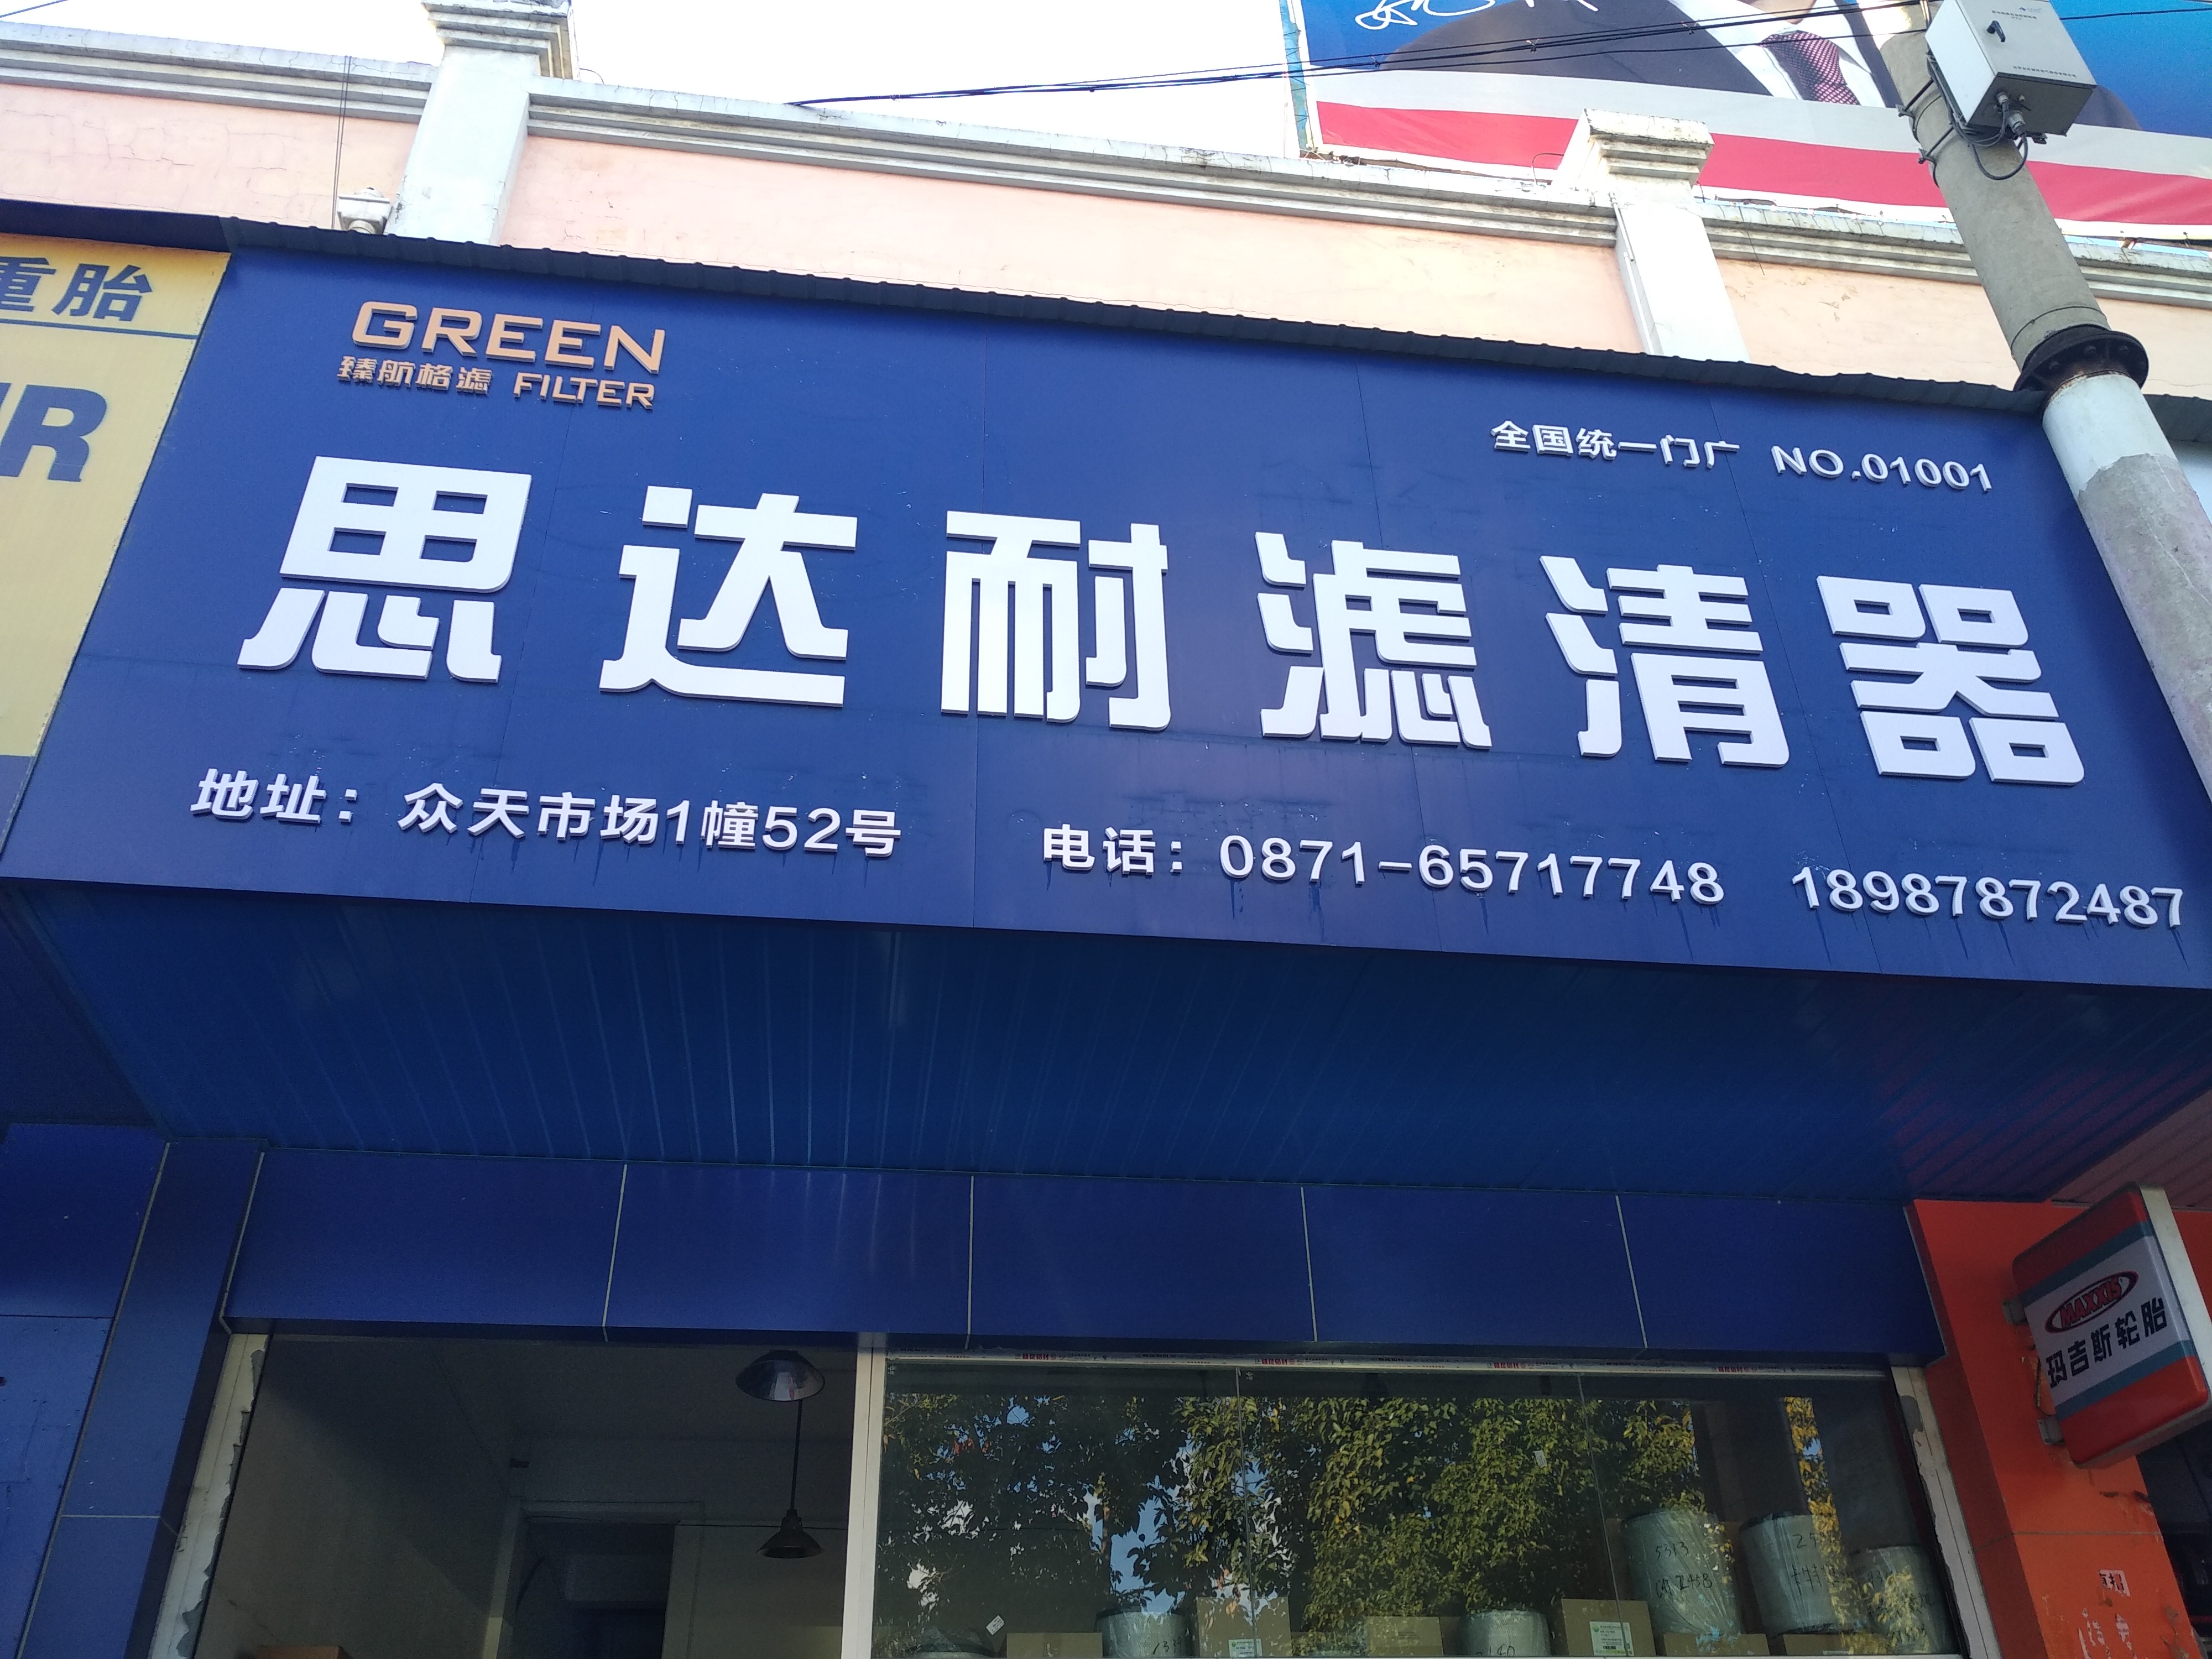 重胎
GREEN
臻航格滤 FILTER
全国统一门广 NO.01001
思达耐滤清器
地址：众天市场1幢52号
电话：0871-65717748 18987872487
MAXXIS
玛吉斯轮胎
5313